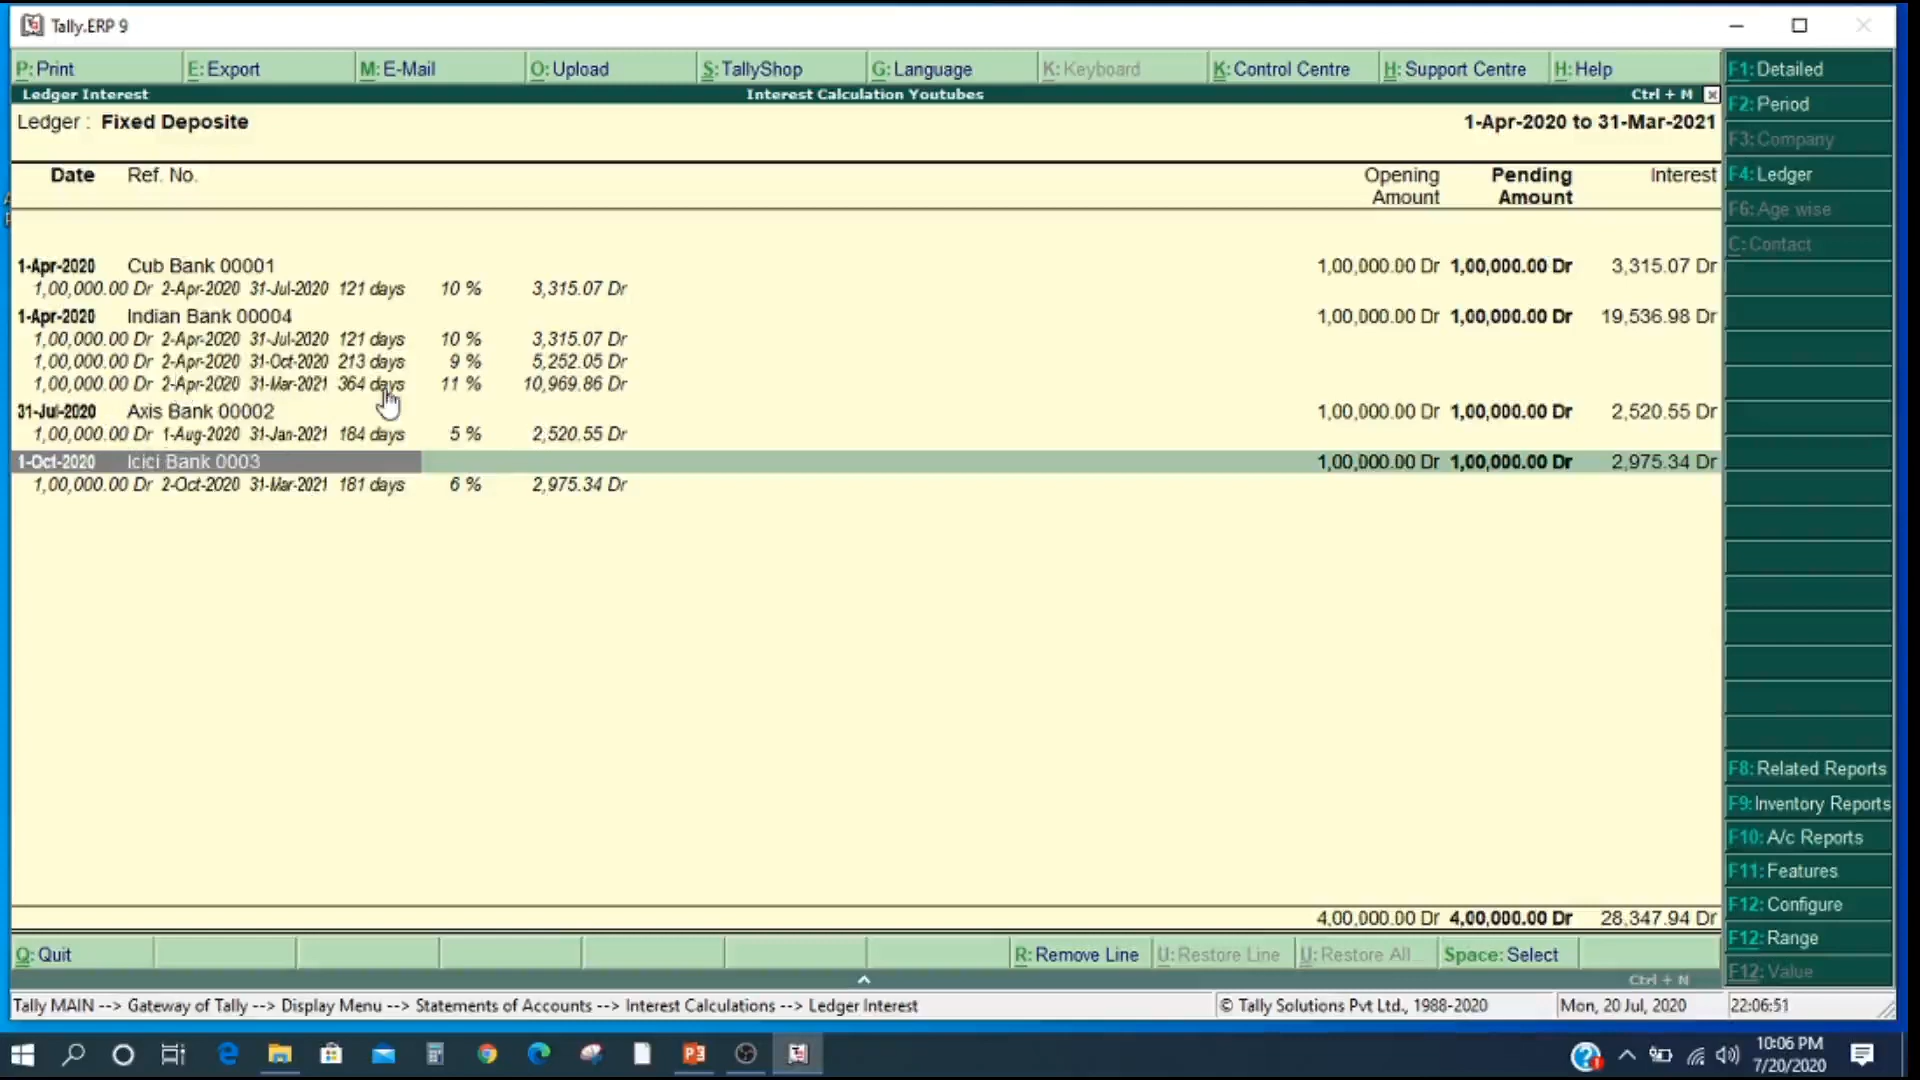 Tally.ERP 9
P: Print E: Export M: E-Mail O: Upload S: TallyShop G: Language K: Keyboard K: Control Centre H: Support Centre H: Help
Ledger Interest Interest Calculation Youtubes Ctrl + M
Ledger : Fixed Deposite 1-Apr-2020 to 31-Mar-2021
Date Ref. No. Opening Pending Interest
Amount Amount
1-Apr-2020 Cub Bank 00001 1,00,000.00 Dr 1,00,000.00 Dr 3,315.07 Dr
1,00,000.00 Dr 2-Apr-2020 31-Jul-2020 121 days 10 % 3,315.07 Dr
1-Apr-2020 Indian Bank 00004 1,00,000.00 Dr 1,00,000.00 Dr 19,536.98 Dr
1,00,000.00 Dr 2-Apr-2020 31-Jul-2020 121 days 10 % 3,315.07 Dr
1,00,000.00 Dr 2-Apr-2020 31-Oct-2020 213 days 9 % 5,252.05 Dr
1,00,000.00 Dr 2-Apr-2020 31-Mar-2021 364 days 11 % 10,969.86 Dr
31-Jul-2020 Axis Bank 00002 1,00,000.00 Dr 1,00,000.00 Dr 2,520.55 Dr
1,00,000.00 Dr 1-Aug-2020 31-Jan-2021 184 days 5 % 2,520.55 Dr
1-Oct-2020 Icici Bank 0003 1,00,000.00 Dr 1,00,000.00 Dr 2,975.34 Dr
1,00,000.00 Dr 2-Oct-2020 31-Mar-2021 181 days 6 % 2,975.34 Dr
4,00,000.00 Dr 4,00,000.00 Dr 28,347.94 Dr
F1: Detailed
F2: Period
F3: Company
F4: Ledger
F6: Age wise
C: Contact
F8: Related Reports
F9: Inventory Reports
F10: A/c Reports
F11: Features
F12: Configure
F12: Range
F12: Value
Q: Quit R: Remove Line U: Restore Line U: Restore All Space: Select
Ctrl + N
Tally MAIN --> Gateway of Tally --> Display Menu --> Statements of Accounts --> Interest Calculations --> Ledger Interest © Tally Solutions Pvt Ltd., 1988-2020 Mon, 20 Jul, 2020 22:06:51
10:06 PM
7/20/2020